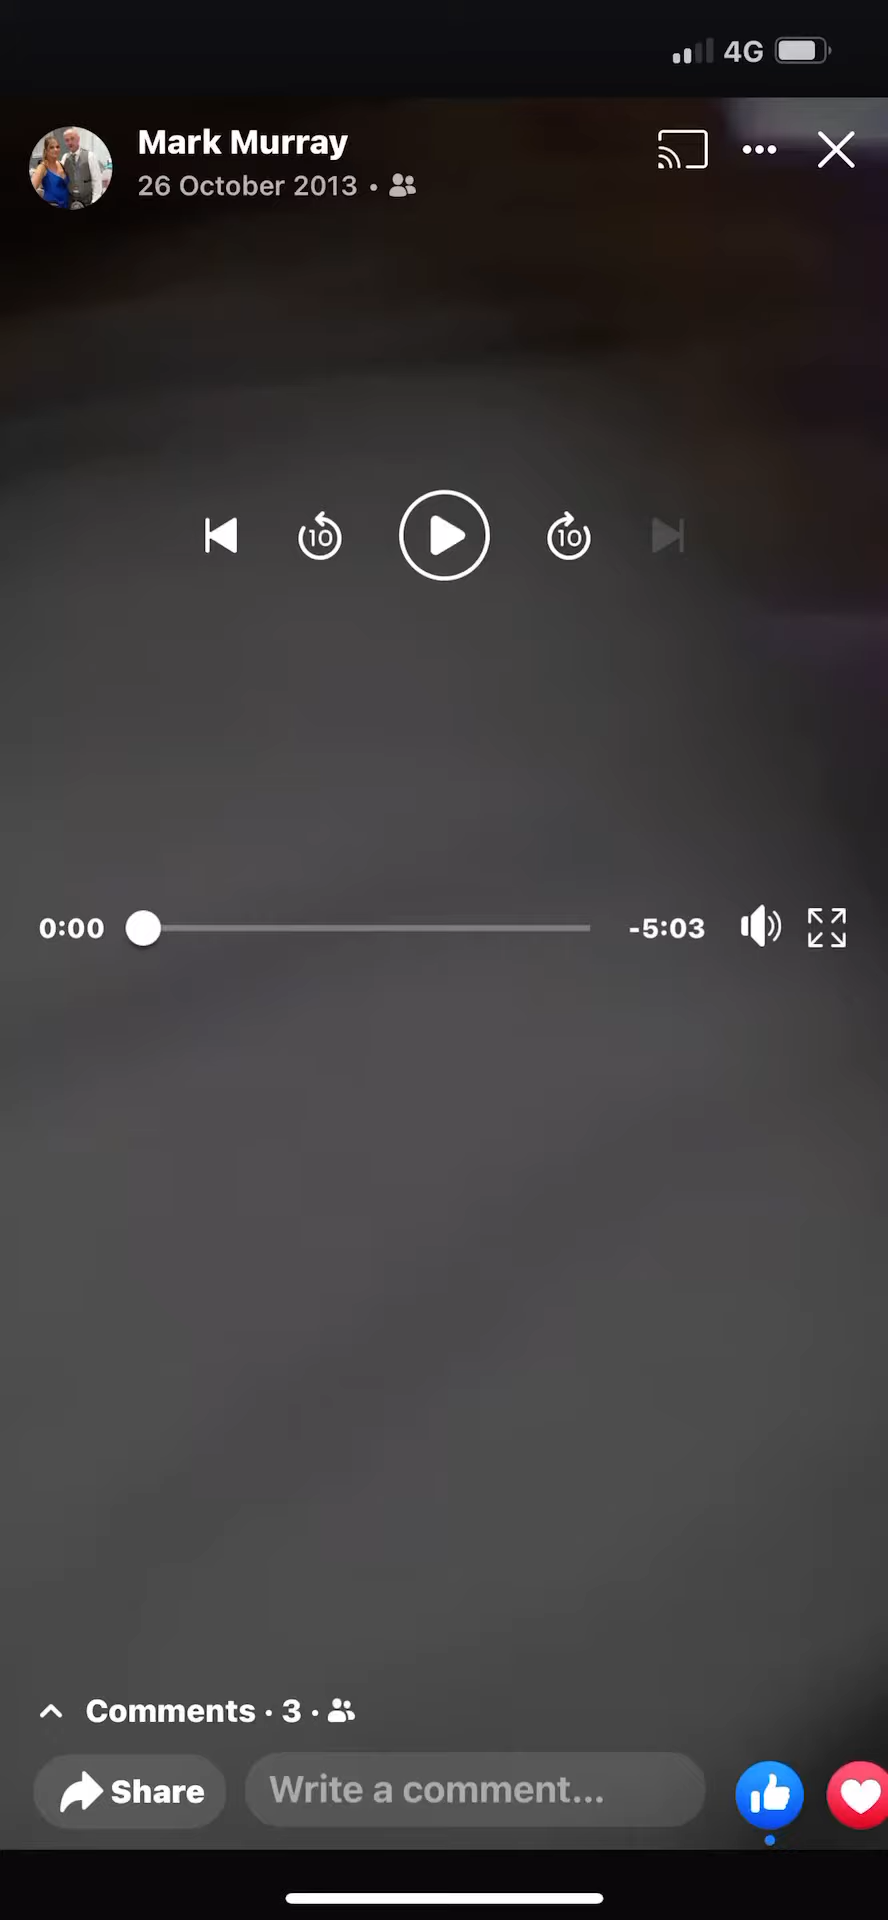 4G
Mark Murray
26 October 2013 •
10
10
0:00
-5:03
Comments · 3 ·
Share
Write a comment...